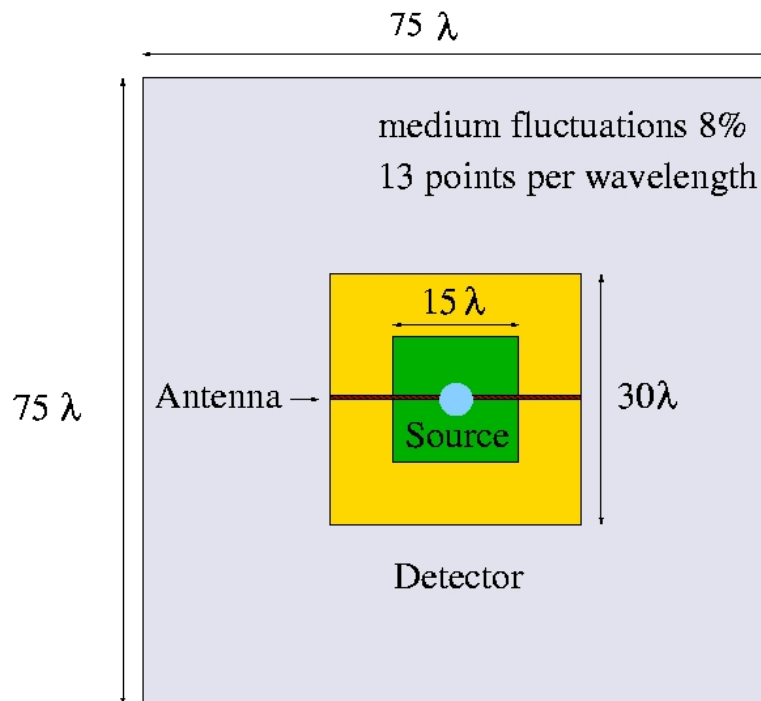 75 λ
medium fluctuations 8%
13 points per wavelength
15 λ
75 λ
Antenna
30λ
Source
Detector